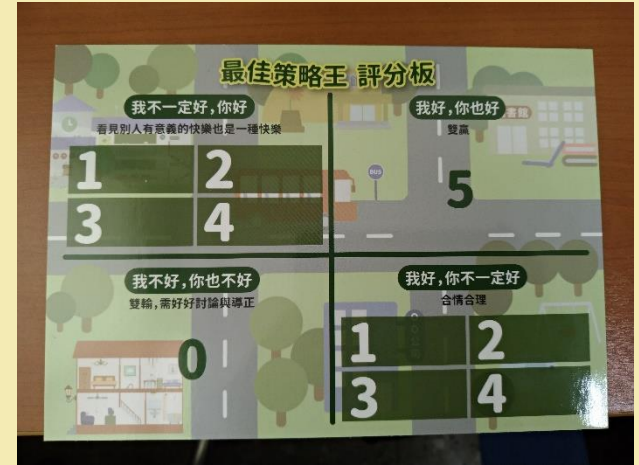 最佳策略王 評分板
我不一定好,你好
看見別人有意義的快樂也是一種快樂
1 2
3 4
我好,你也好
雙贏
書館
BUS
5
我不好,你也不好
雙輸,需好好討論與導正
0
我好,你不一定好
合情合理
1 2
3 4